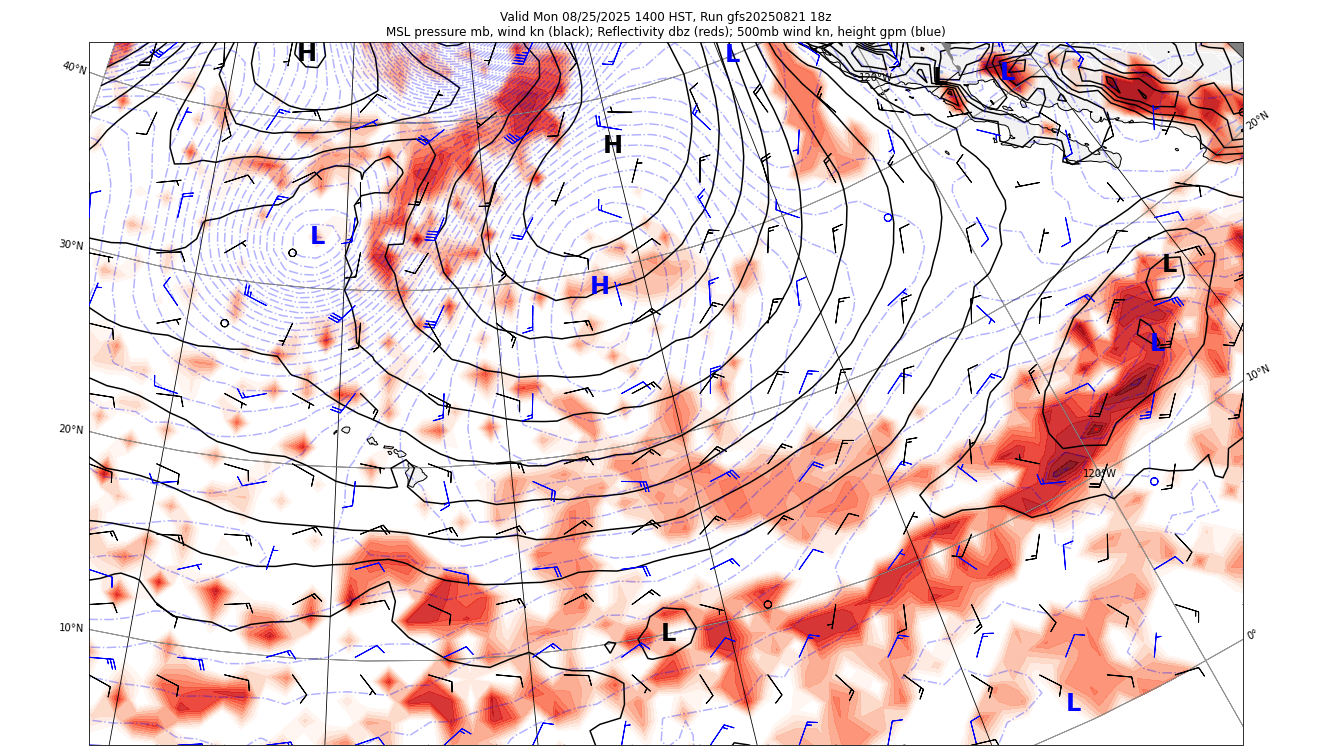 Valid Mon 08/25/2025 1400 HST, Run gfs20250821 18z
MSL pressure mb, wind kn (black); Reflectivity dbz (reds); 500mb wind kn, height gpm (blue)
H
L
40°N
120°W
L
L
20°N
H
L
30°N
L
H
L
10°N
20°N
120°W
10°N
L
0°
L